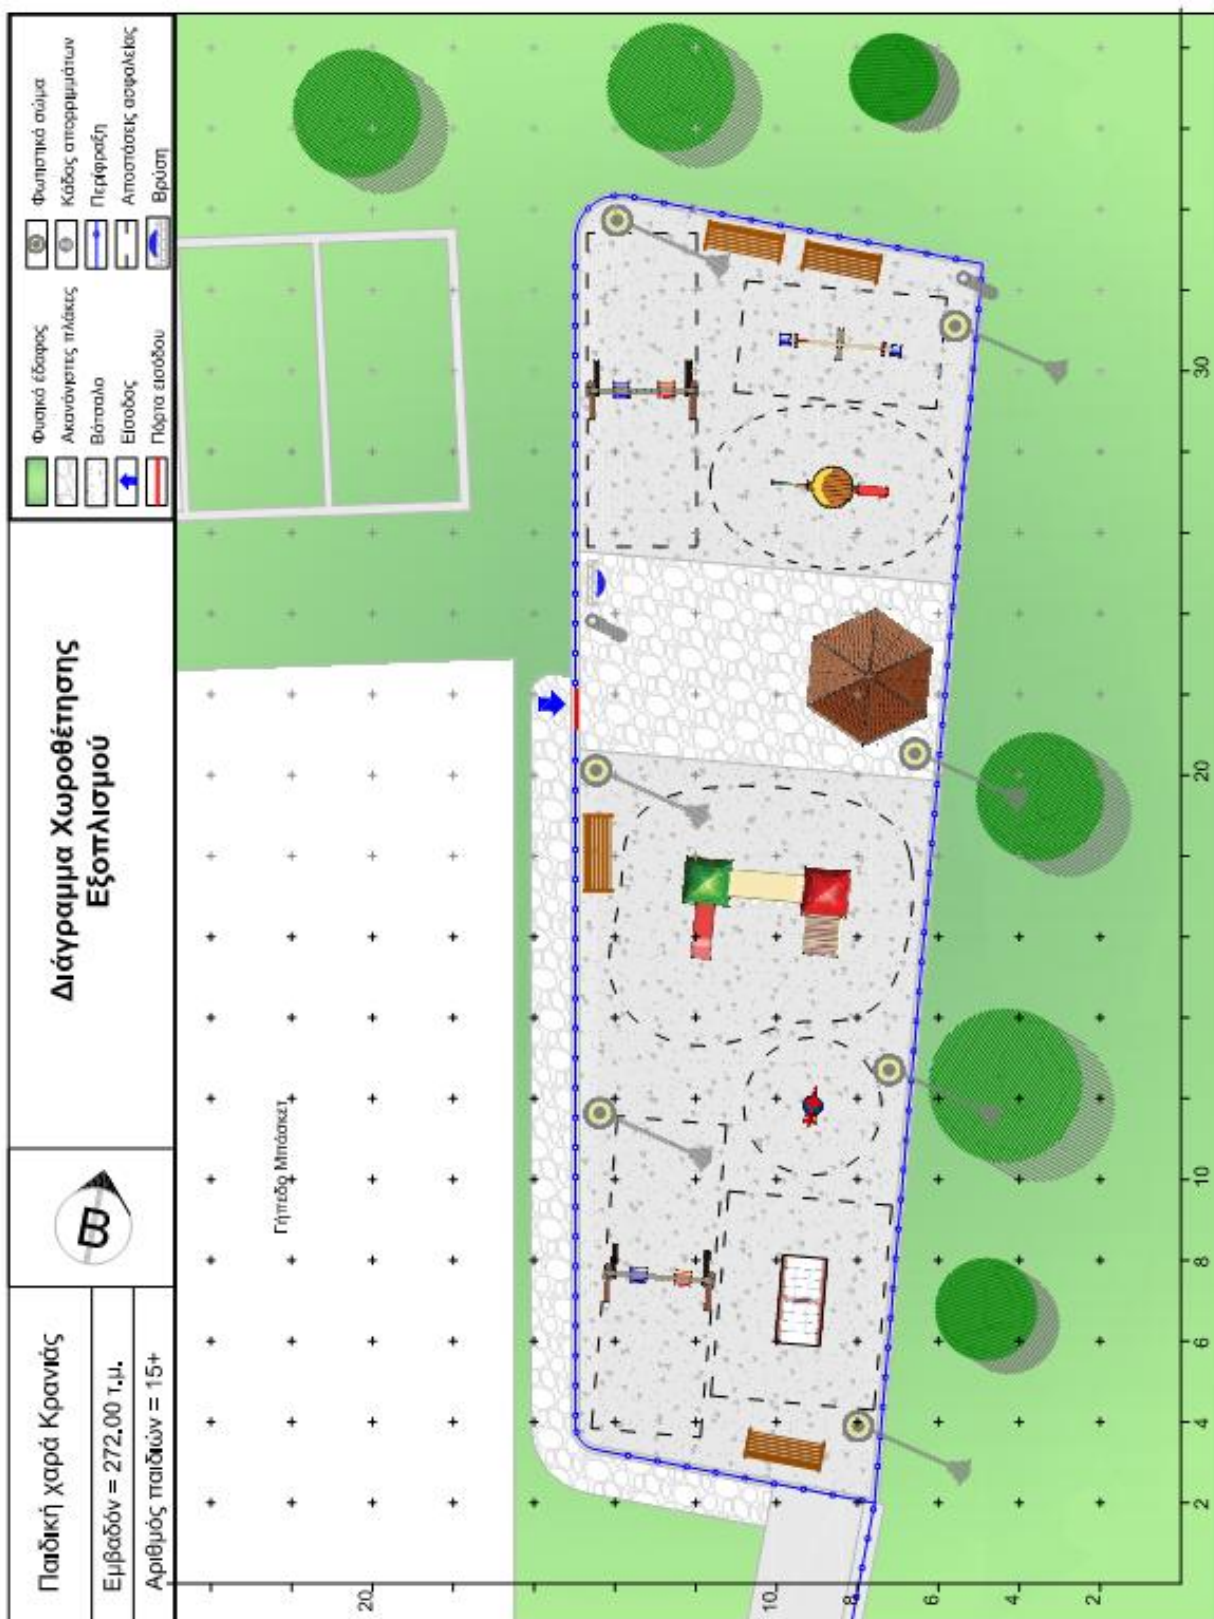 Παιδική χαρά Κρανιάς
Εμβαδόν = 272.00 τ.μ.
Αριθμός παιδιών = 15+
Β
Διάγραμμα Χωροθέτησης
Εξοπλισμού
Φυσικό έδαφος
Ακανόνιστες πλάκες
Βότσαλο
Είσοδος
Πόρτα εισόδου
Φωτιστικό σώμα
Κάδος απορριμμάτων
Περίφραξη
Αποστάσεις ασφαλείας
Βρύση
Γήπεδο Μπάσκετ
20
10
8
6
4
2
2
4
6
8
10
20
30